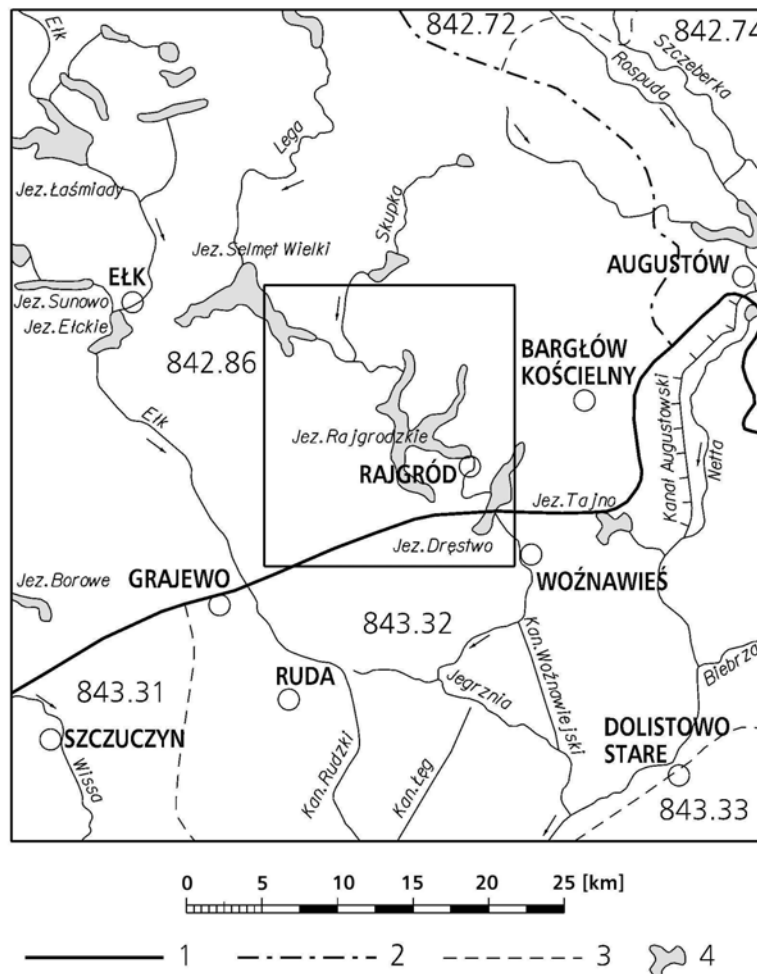 Ełk
842.72
842.74
Szczeberka
Rospuda
Lega
Jez.Łaśmiady
Skupka
Jez.Selmęt Wielki
AUGUSTÓW
EŁK
Jez.Sunowo
Jez.Ełckie
842.86
BARGŁÓW
KOŚCIELNY
Ełk
Kanał Augustowski
Netta
Jez.Rajgrodzkie
RAJGRÓD
Jez.Tajno
Jez.Dręstwo
WOŹNAWIEŚ
Jez.Borowe
GRAJEWO
843.32
Kan.Woźnawiejski
Biebrza
843.31
RUDA
Jegrznia
SZCZUCZYN
Wissa
Kan.Rudzki
Kan.Łęg
DOLISTOWO
STARE
843.33
0 5 10 15 20 25 [km]
1 2 3 4